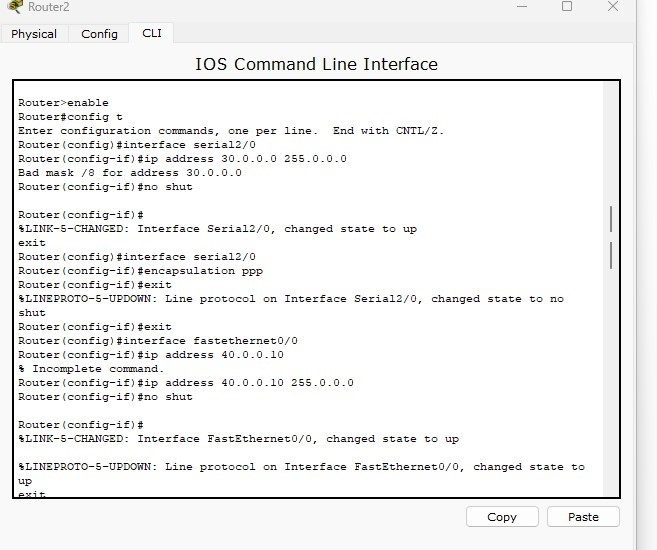 Router2
Physical Config CLI
IOS Command Line Interface
Router>enable
Router#config t
Enter configuration commands, one per line. End with CNTL/Z.
Router(config)#interface serial2/0
Router(config-if)#ip address 30.0.0.0 255.0.0.0
Bad mask /8 for address 30.0.0.0
Router(config-if)#no shut
Router(config-if)#
%LINK-5-CHANGED: Interface Serial2/0, changed state to up
exit
Router(config)#interface serial2/0
Router(config-if)#encapsulation ppp
Router(config-if)#exit
%LINEPROTO-5-UPDOWN: Line protocol on Interface Serial2/0, changed state to no
shut
Router(config-if)#exit
Router(config)#interface fastethernet0/0
Router(config-if)#ip address 40.0.0.10
% Incomplete command.
Router(config-if)#ip address 40.0.0.10 255.0.0.0
Router(config-if)#no shut
Router(config-if)#
%LINK-5-CHANGED: Interface FastEthernet0/0, changed state to up
%LINEPROTO-5-UPDOWN: Line protocol on Interface FastEthernet0/0, changed state to
up
exit
Copy Paste